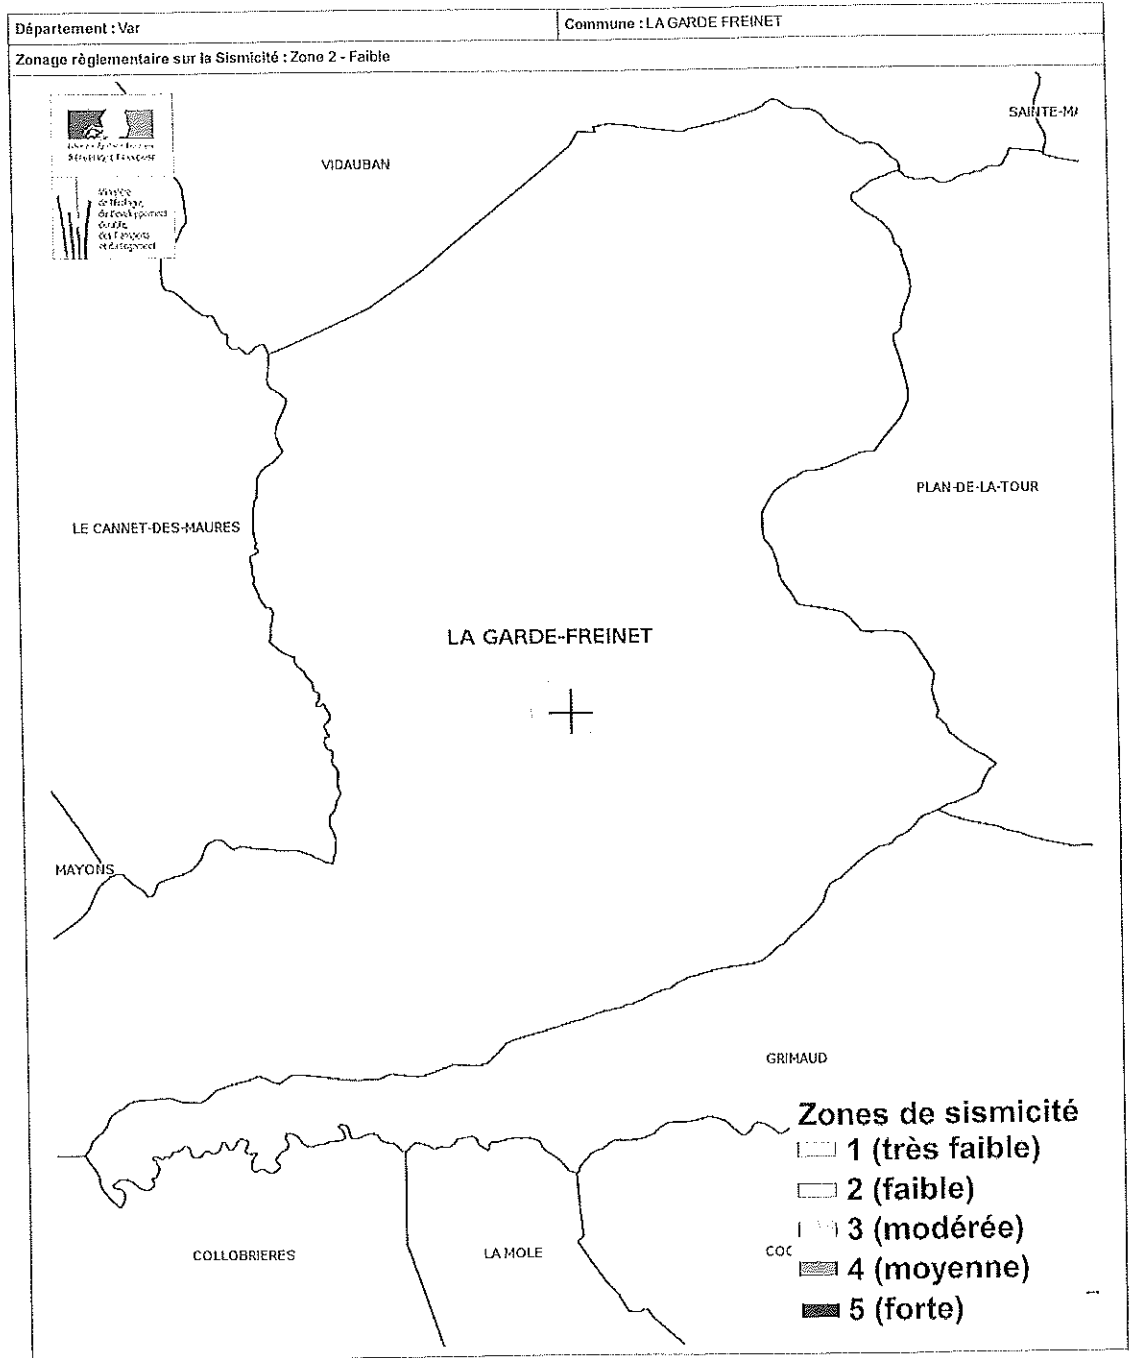 Département : Var
Commune : LA GARDE FREINET
Zonage règlementaire sur la Sismicité : Zone 2 - Faible
SAINTE-MA
VIDAUBAN
PLAN-DE-LA-TOUR
LE CANNET-DES-MAURES
LA GARDE-FREINET
MAYONS
GRIMAUD
Zones de sismicité
1 (très faible)
2 (faible)
3 (modérée)
4 (moyenne)
5 (forte)
COLLOBRIERES
LA MOLE
COG